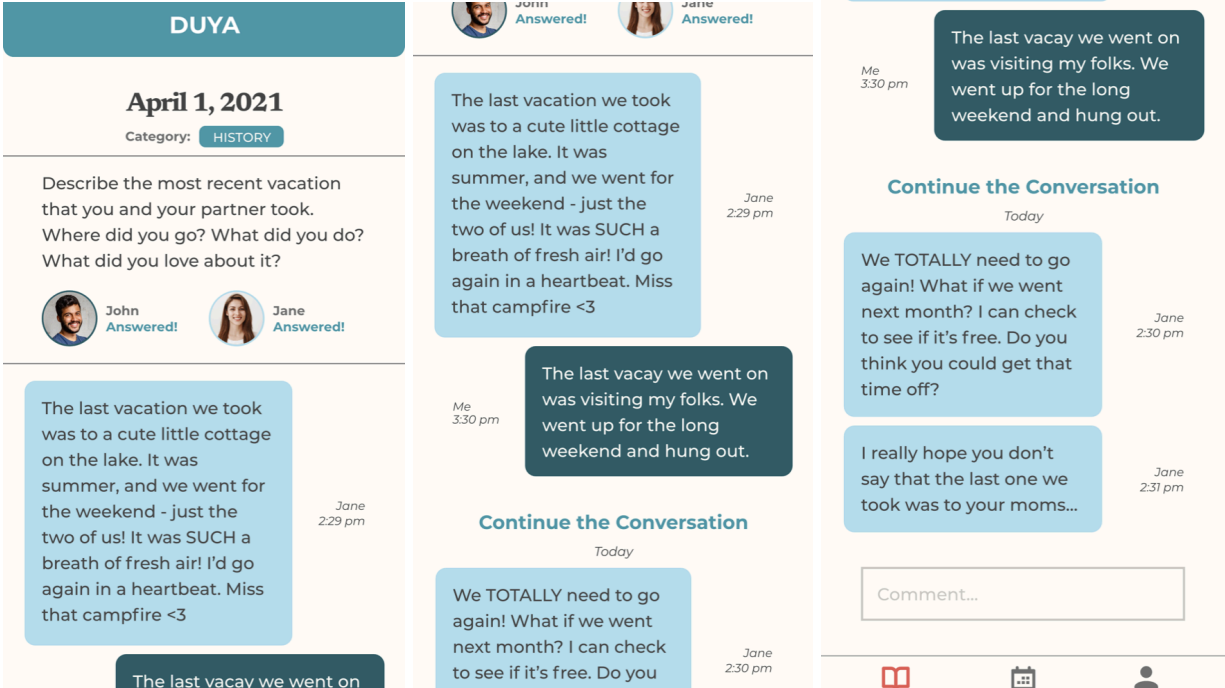 DUYA
April 1, 2021
Category: HISTORY
Describe the most recent vacation
that you and your partner took.
Where did you go? What did you do?
What did you love about it?
John
Answered!
Jane
Answered!
The last vacation we took
was to a cute little cottage
on the lake. It was
summer, and we went for
the weekend - just the
two of us! It was SUCH a
breath of fresh air! I'd go
again in a heartbeat. Miss
that campfire <3
Jane
2:29 pm
The last vacay we went on
John
Answered!
Jane
Answered!
The last vacation we took
was to a cute little cottage
on the lake. It was
summer, and we went for
the weekend - just the
two of us! It was SUCH a
breath of fresh air! I'd go
again in a heartbeat. Miss
that campfire <3
Jane
2:29 pm
Me
3:30 pm
The last vacay we went on
was visiting my folks. We
went up for the long
weekend and hung out.
Continue the Conversation
Today
We TOTALLY need to go
again! What if we went
next month? I can check
to see if it's free. Do you
Jane
2:30 pm
Me
3:30 pm
The last vacay we went on
was visiting my folks. We
went up for the long
weekend and hung out.
Continue the Conversation
Today
We TOTALLY need to go
again! What if we went
next month? I can check
to see if it's free. Do you
think you could get that
time off?
Jane
2:30 pm
I really hope you don't
say that the last one we
took was to your moms...
Jane
2:31 pm
Comment...